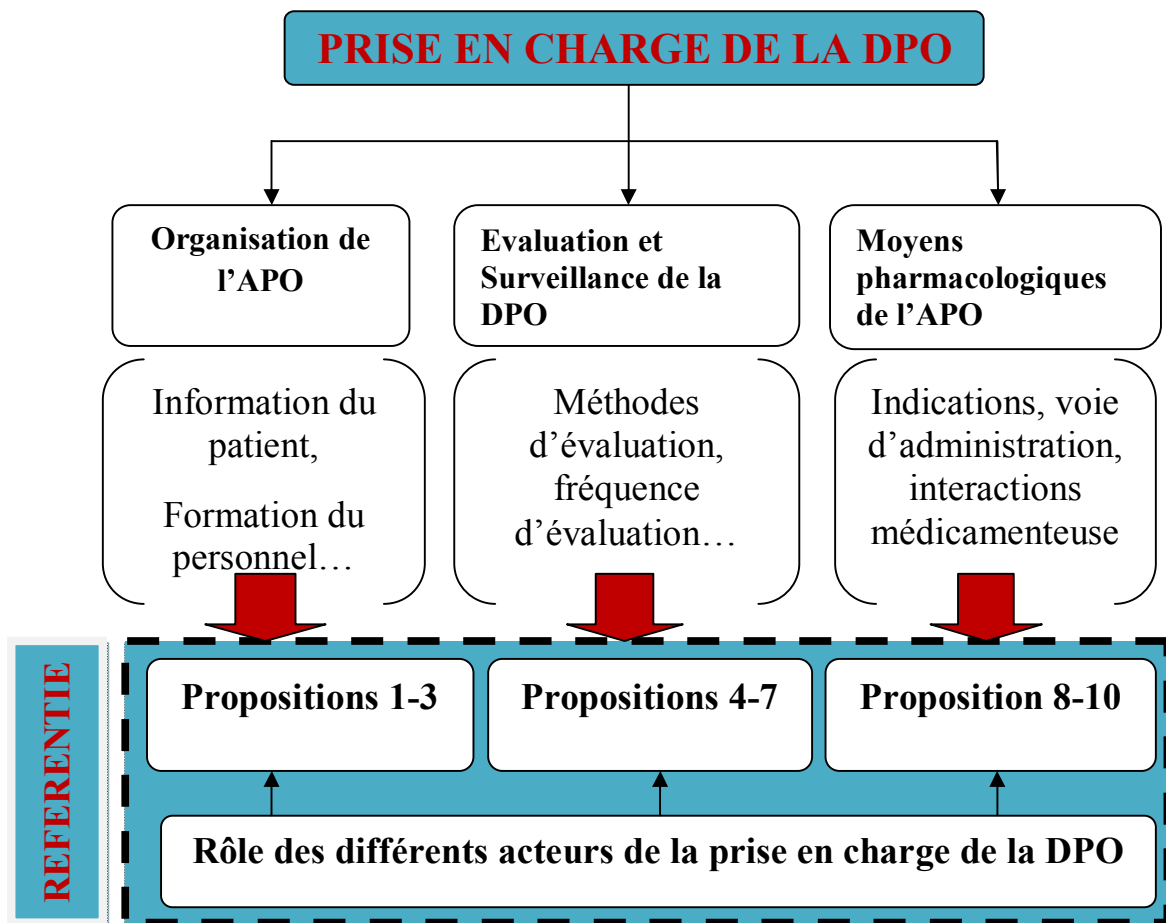 PRISE EN CHARGE DE LA DPO
Organisation de
l’APO
Evaluation et
Surveillance de la
DPO
Moyens
pharmacologiques
de l’APO
Information du
patient,
Formation du
personnel…
Méthodes
d’évaluation,
fréquence
d’évaluation…
Indications, voie
d’administration,
interactions
médicamenteuse
REFERENTIE
Propositions 1-3
Propositions 4-7
Proposition 8-10
Rôle des différents acteurs de la prise en charge de la DPO